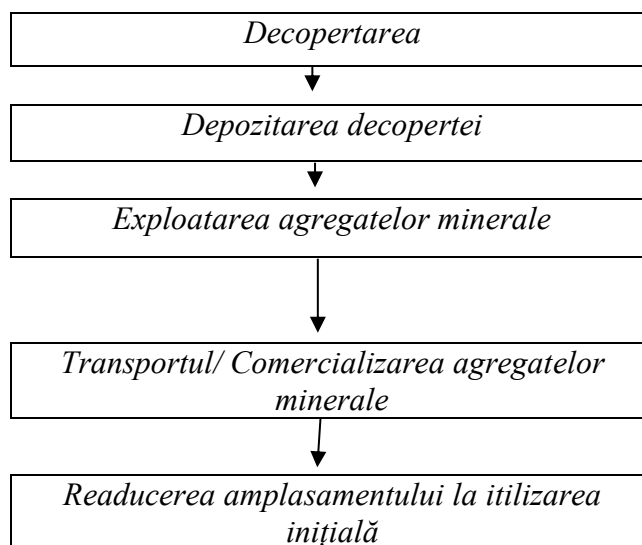 Decopertarea
Depozitarea decopertei
Exploatarea agregatelor minerale
Transportul/ Comercializarea agregatelor
minerale
Readucerea amplasamentului la itilizarea
inițială